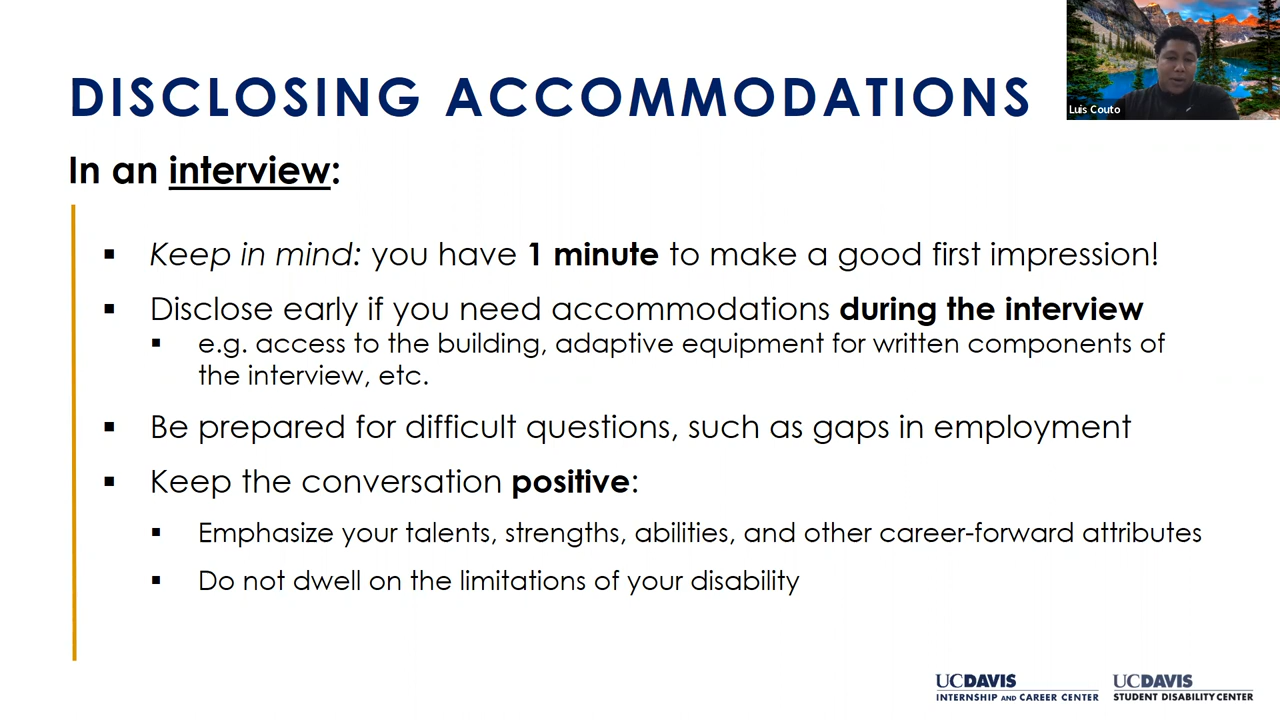 DISCLOSING ACCOMMODATIONS
Luis Couto
In an interview:
▪ Keep in mind: you have 1 minute to make a good first impression!
▪ Disclose early if you need accommodations during the interview
▪ e.g. access to the building, adaptive equipment for written components of
the interview, etc.
▪ Be prepared for difficult questions, such as gaps in employment
▪ Keep the conversation positive:
▪ Emphasize your talents, strengths, abilities, and other career-forward attributes
▪ Do not dwell on the limitations of your disability
UCDAVIS
INTERNSHIP AND CAREER CENTER
UCDAVIS
STUDENT DISABILITY CENTER